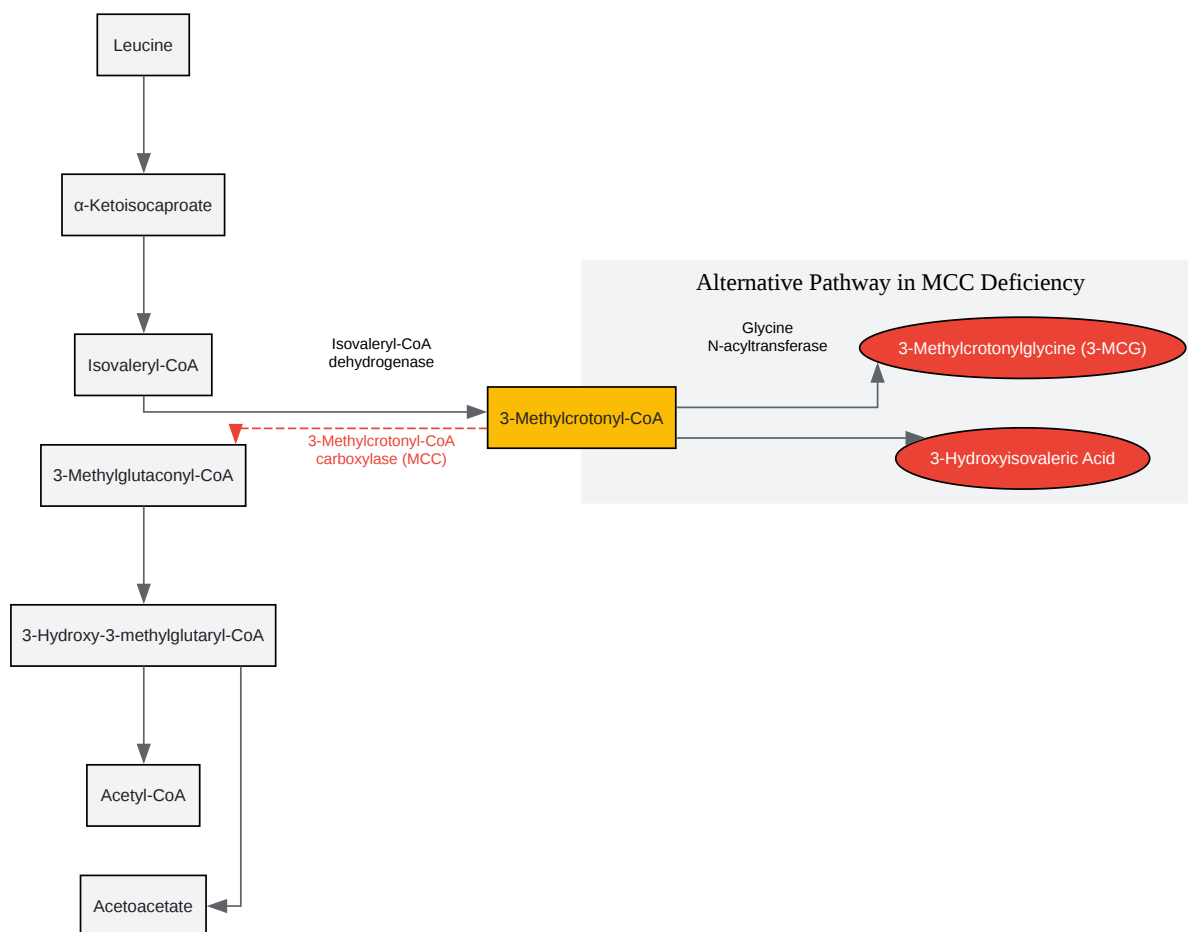 Leucine
α-Ketoisocaproate
Alternative Pathway in MCC Deficiency
Glycine
N-acyltransferase
3-Methylcrotonylglycine (3-MCG)
Isovaleryl-CoA
Isovaleryl-CoA
dehydrogenase
3-Methylcrotonyl-CoA
3-Methylcrotonyl-CoA
carboxylase (MCC)
3-Hydroxyisovaleric Acid
3-Methylglutaconyl-CoA
3-Hydroxy-3-methylglutaryl-CoA
Acetyl-CoA
Acetoacetate